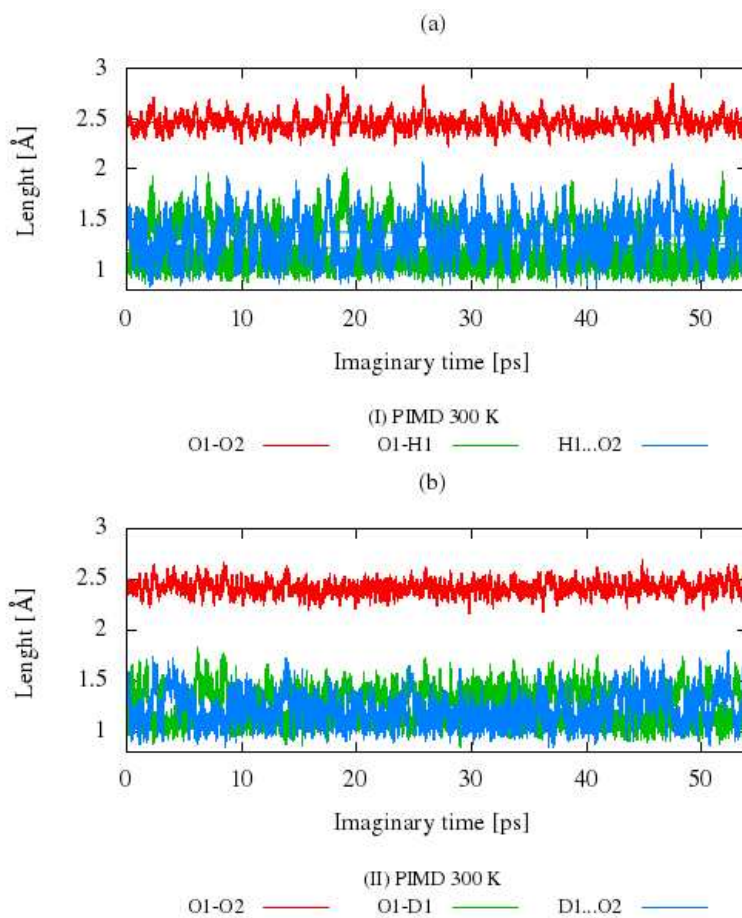 (a)
3
2.5
2
1.5
1
Lenght [Å]
0 10 20 30 40 50
Imaginary time [ps]
(I) PIMD 300 K
O1-O2 O1-H1 H1...O2
(b)
3
2.5
2
1.5
1
Lenght [Å]
0 10 20 30 40 50
Imaginary time [ps]
(II) PIMD 300 K
O1-O2 O1-D1 D1...O2